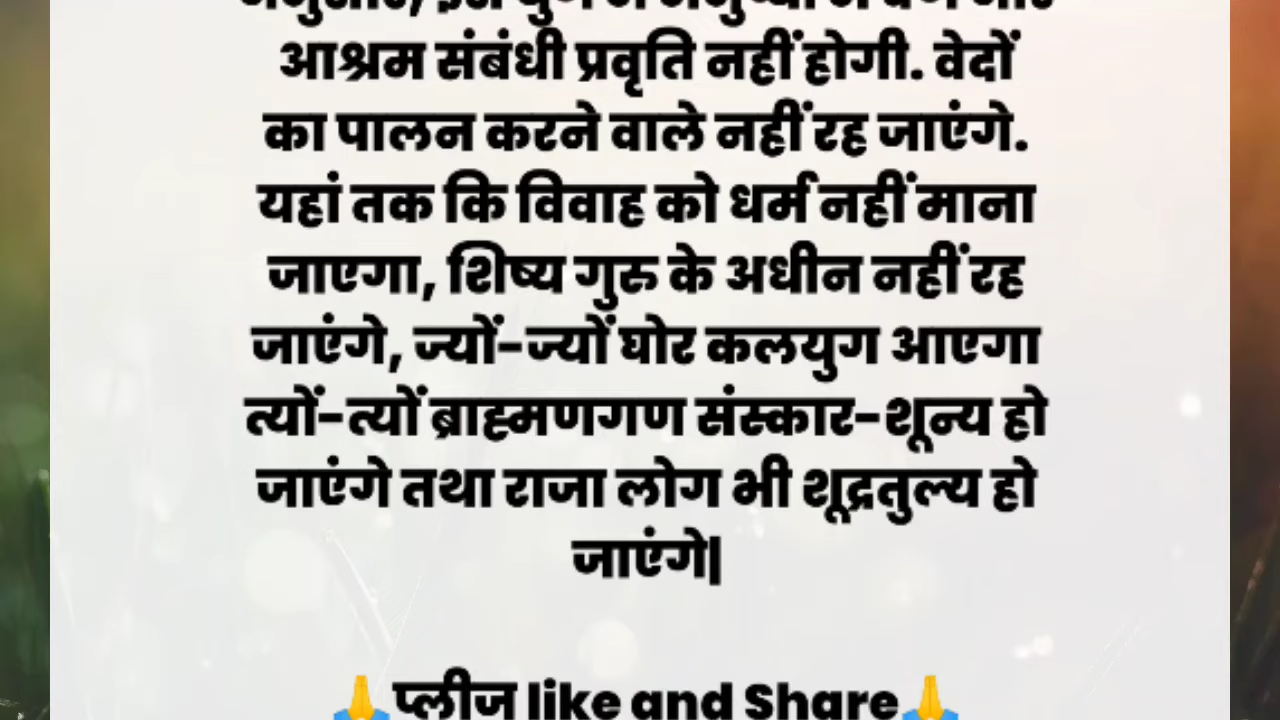 आश्रम संबंधी प्रवृति नहीं होगी. वेदों
का पालन करने वाले नहीं रह जाएंगे.
यहां तक कि विवाह को धर्म नहीं माना
जाएगा, शिष्य गुरु के अधीन नहीं रह
जाएंगे, ज्यों-ज्यों घोर कलयुग आएगा
त्यों-त्यों ब्राह्मणगण संस्कार-शून्य हो
जाएंगे तथा राजा लोग भी शूद्रतुल्य हो
जाएंगे|
🙏प्लीज like and Share🙏